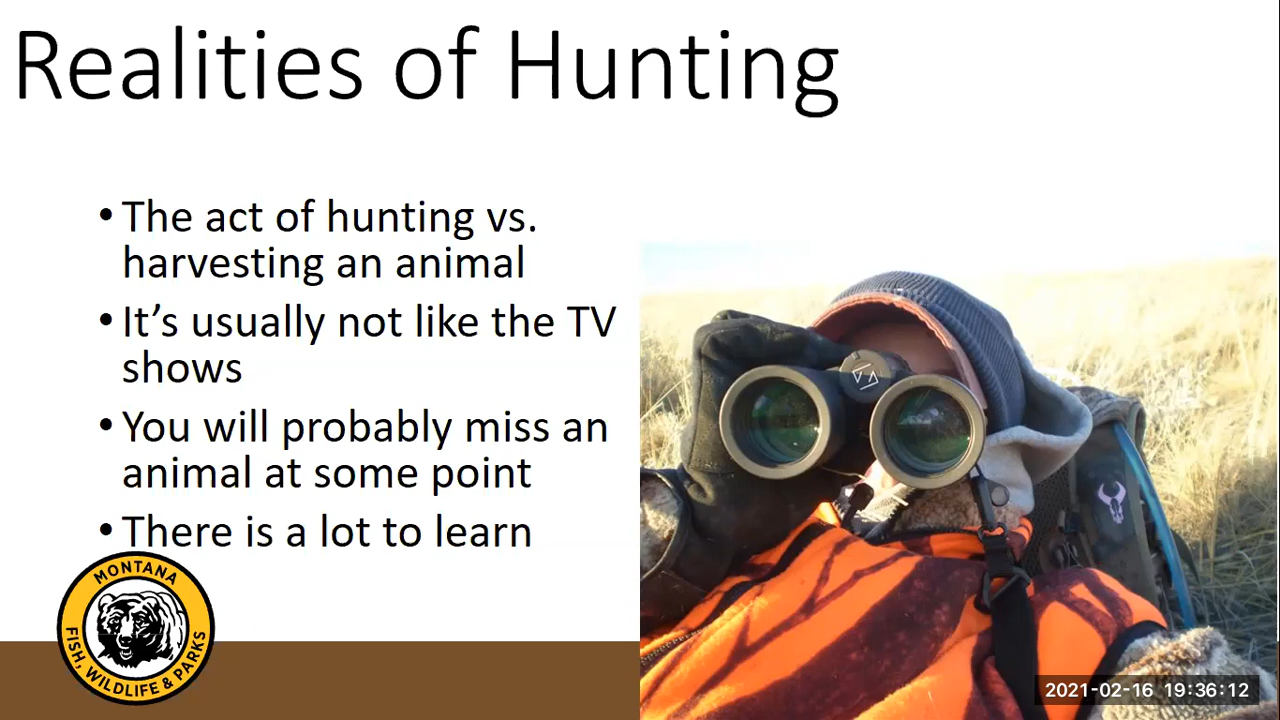 Realities of Hunting
• The act of hunting vs.
harvesting an animal
• It’s usually not like the TV
shows
• You will probably miss an
animal at some point
• There is a lot to learn
MONTANA
FISH, WILDLIFE & PARKS
2021-02-16 19:36:12